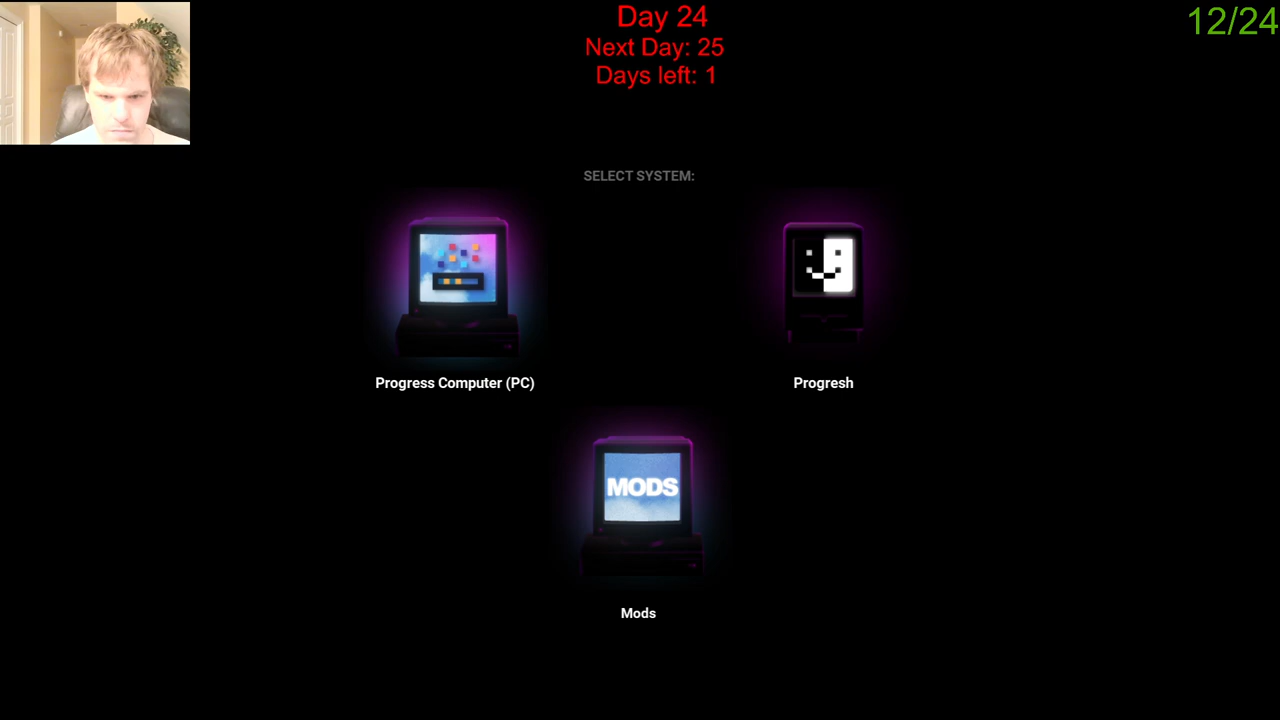 Day 24
Next Day: 25
Days left: 1
12/24
SELECT SYSTEM:
Progress Computer (PC)
Progresh
MODS
Mods